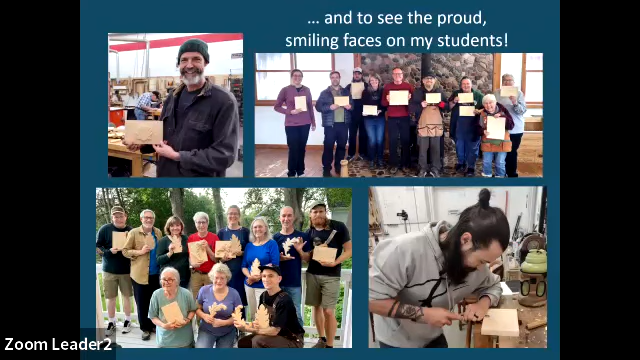 ... and to see the proud,
smiling faces on my students!
Zoom Leader2